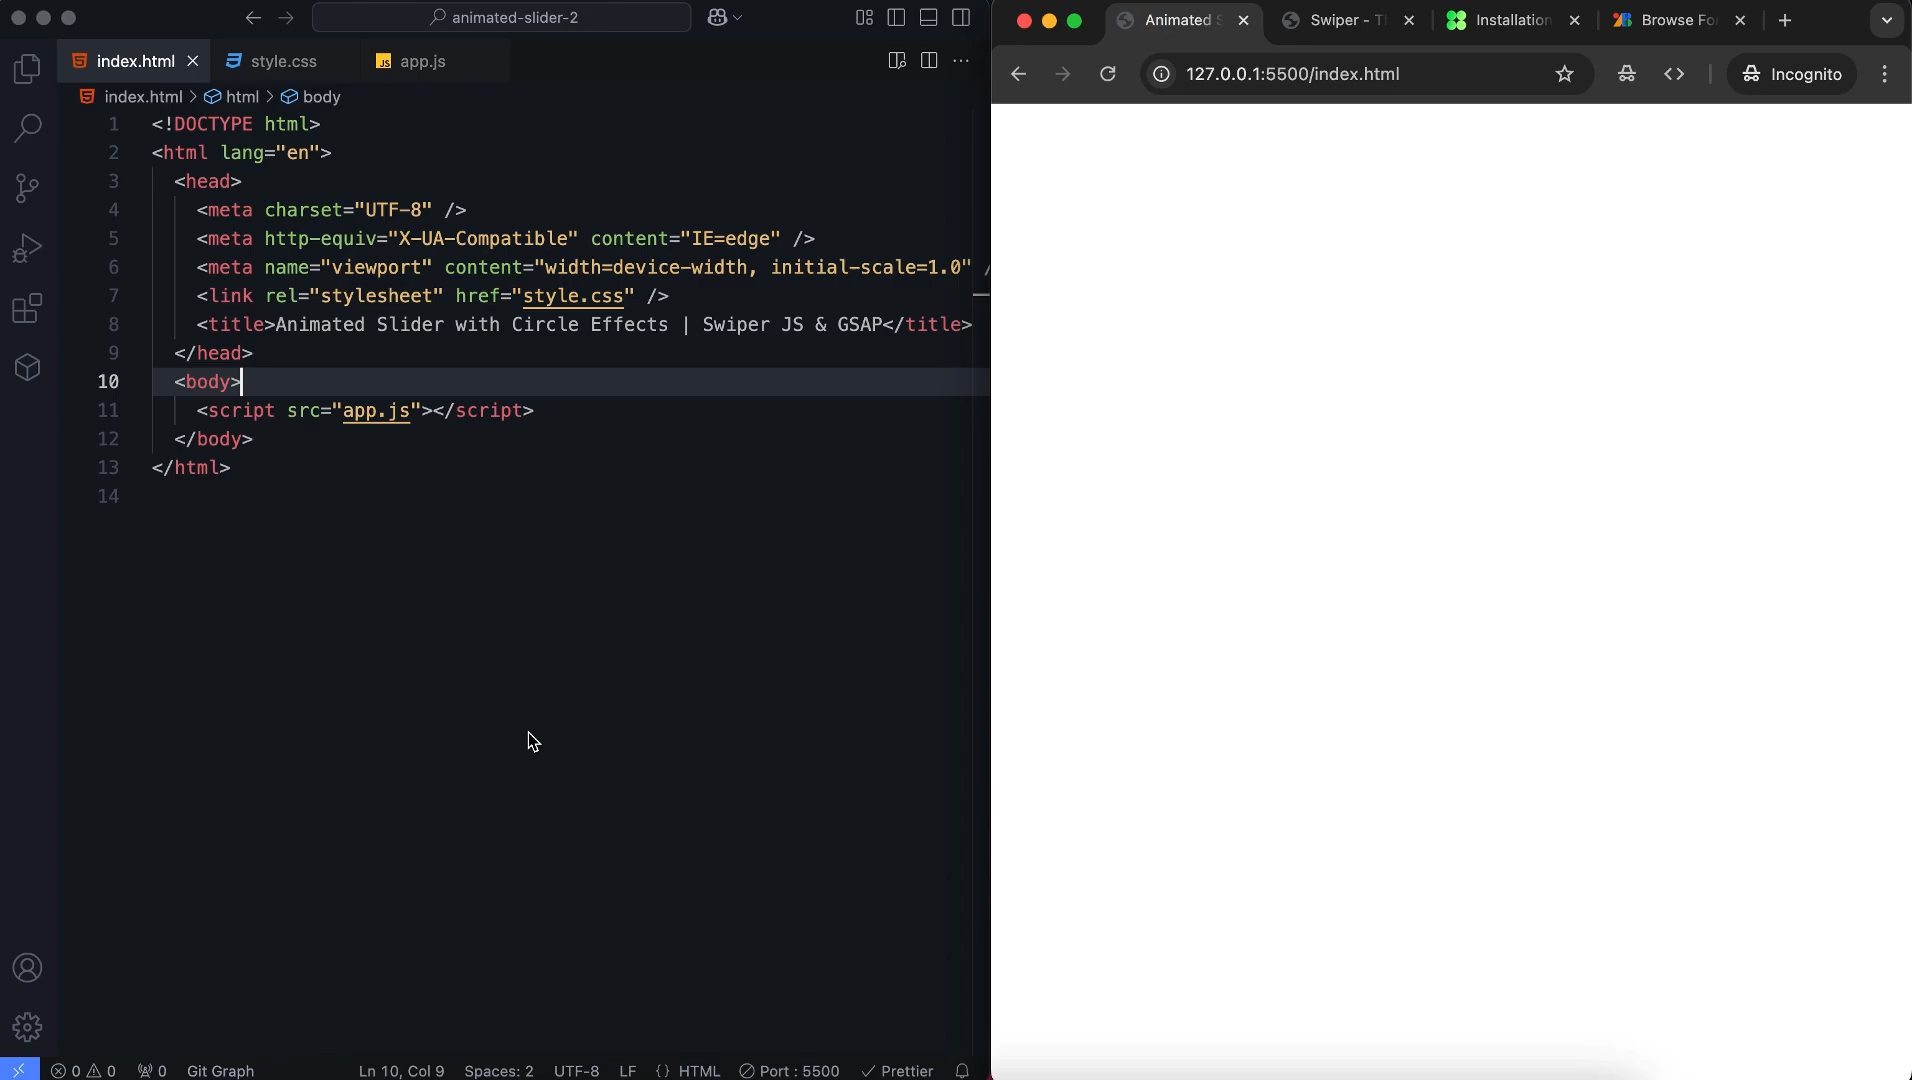 animated-slider-2
index.html
style.css
JS app.js
index.html > html > body
1 <!DOCTYPE html>
2 <html lang="en">
3 <head>
4 <meta charset="UTF-8" />
5 <meta http-equiv="X-UA-Compatible" content="IE=edge" />
6 <meta name="viewport" content="width=device-width, initial-scale=1.0" /
7 <link rel="stylesheet" href="style.css" />
8 <title>Animated Slider with Circle Effects | Swiper JS & GSAP</title>
9 </head>
10 <body>
11 <script src="app.js"></script>
12 </body>
13 </html>
14
0 0 0 Git Graph Ln 10, Col 9 Spaces: 2 UTF-8 LF {} HTML Port : 5500 Prettier
Animated S
Swiper - Th
Installation
Browse Fo
127.0.0.1:5500/index.html
Incognito